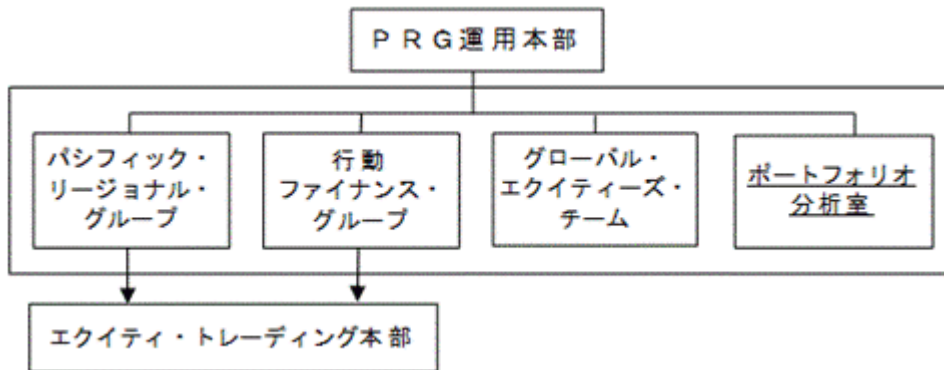 ＰＲＧ運用本部
パシフィック・
リージョナル・
グループ
行動
ファイナンス・
グループ
グローバル・
エクイティーズ・
チーム
ポートフォリオ
分析室
エクイティ・トレーディング本部